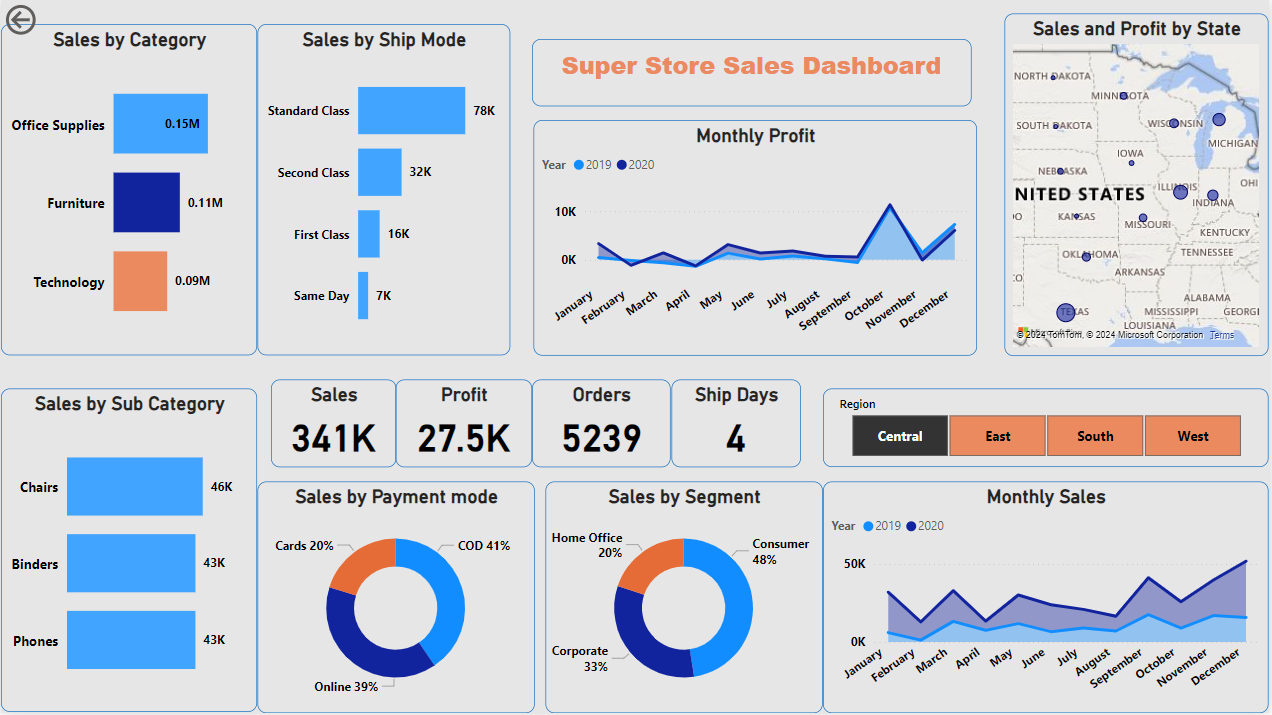 Sales by Category
Office Supplies 0.15M
Furniture 0.11M
Technology 0.09M
Sales by Ship Mode
Standard Class 78K
Second Class 32K
First Class 16K
Same Day 7K
Super Store Sales Dashboard
Monthly Profit
Year 2019 2020
10K
0K
January February March April May June July August September October November December
Sales and Profit by State
NORTH DAKOTA
MINNESOTA
SOUTH DAKOTA
WISCONSIN
MICHIGAN
IOWA
NEBRASKA
ILLINOIS
OHI
NITED STATES
INDIANA
O
KANSAS
MISSOURI
KENTUCKY
OKLAHOMA
TENNESSEE
CO
ARKANSAS
ALABAMA
TEXAS
MISSISSIPPI
GEORGI
LOUISIANA
© 2024 TomTom, © 2024 Microsoft Corporation Terms
Sales by Sub Category
Chairs 46K
Binders 43K
Phones 43K
Sales
341K
Profit
27.5K
Orders
5239
Ship Days
4
Region
Central East South West
Sales by Payment mode
Cards 20%
COD 41%
Online 39%
Sales by Segment
Home Office
20%
Consumer
48%
Corporate
33%
Monthly Sales
Year 2019 2020
50K
0K
January February March April May June July August September October November December